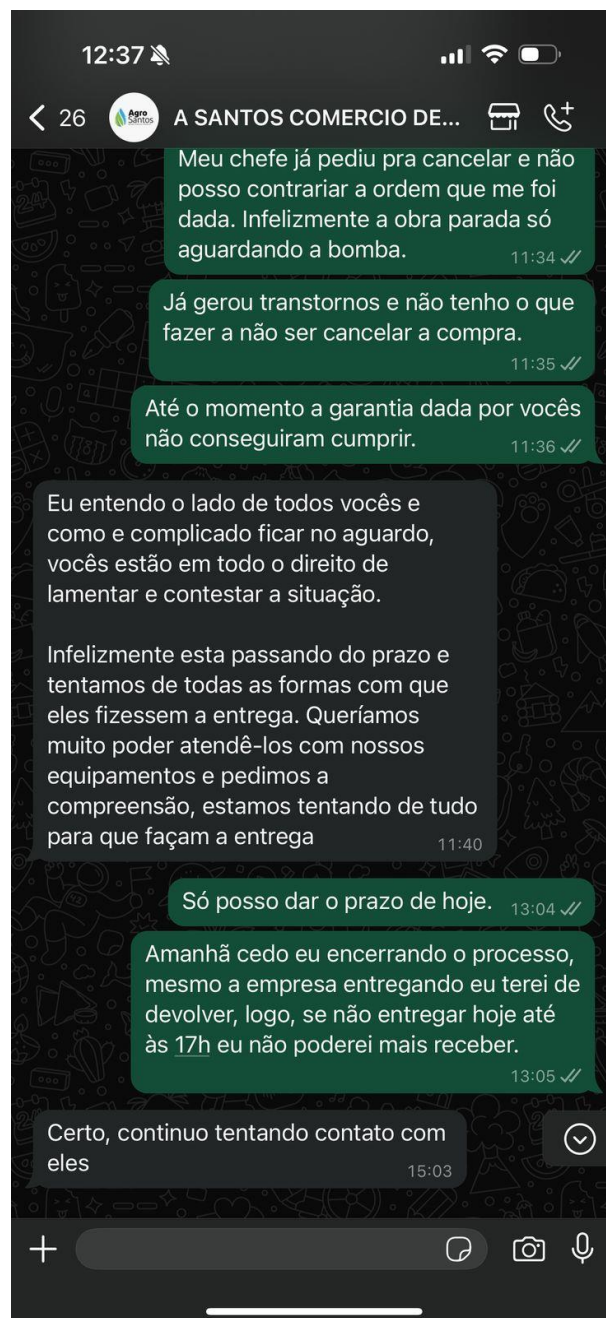 12:37
26
Agro
Santos
A SANTOS COMERCIO DE...
Meu chefe já pediu pra cancelar e não
posso contrariar a ordem que me foi
dada. Infelizmente a obra parada só
aguardando a bomba.
11:34
Já gerou transtornos e não tenho o que
fazer a não ser cancelar a compra.
11:35
Até o momento a garantia dada por vocês
não conseguiram cumprir.
11:36
Eu entendo o lado de todos vocês e
como e complicado ficar no aguardo,
vocês estão em todo o direito de
lamentar e contestar a situação.
Infelizmente esta passando do prazo e
tentamos de todas as formas com que
eles fizessem a entrega. Queríamos
muito poder atendê-los com nossos
equipamentos e pedimos a
compreensão, estamos tentando de tudo
para que façam a entrega
11:40
Só posso dar o prazo de hoje.
13:04
Amanhã cedo eu encerrando o processo,
mesmo a empresa entregando eu terei de
devolver, logo, se não entregar hoje até
às 17h eu não poderei mais receber.
13:05
Certo, continuo tentando contato com
eles
15:03